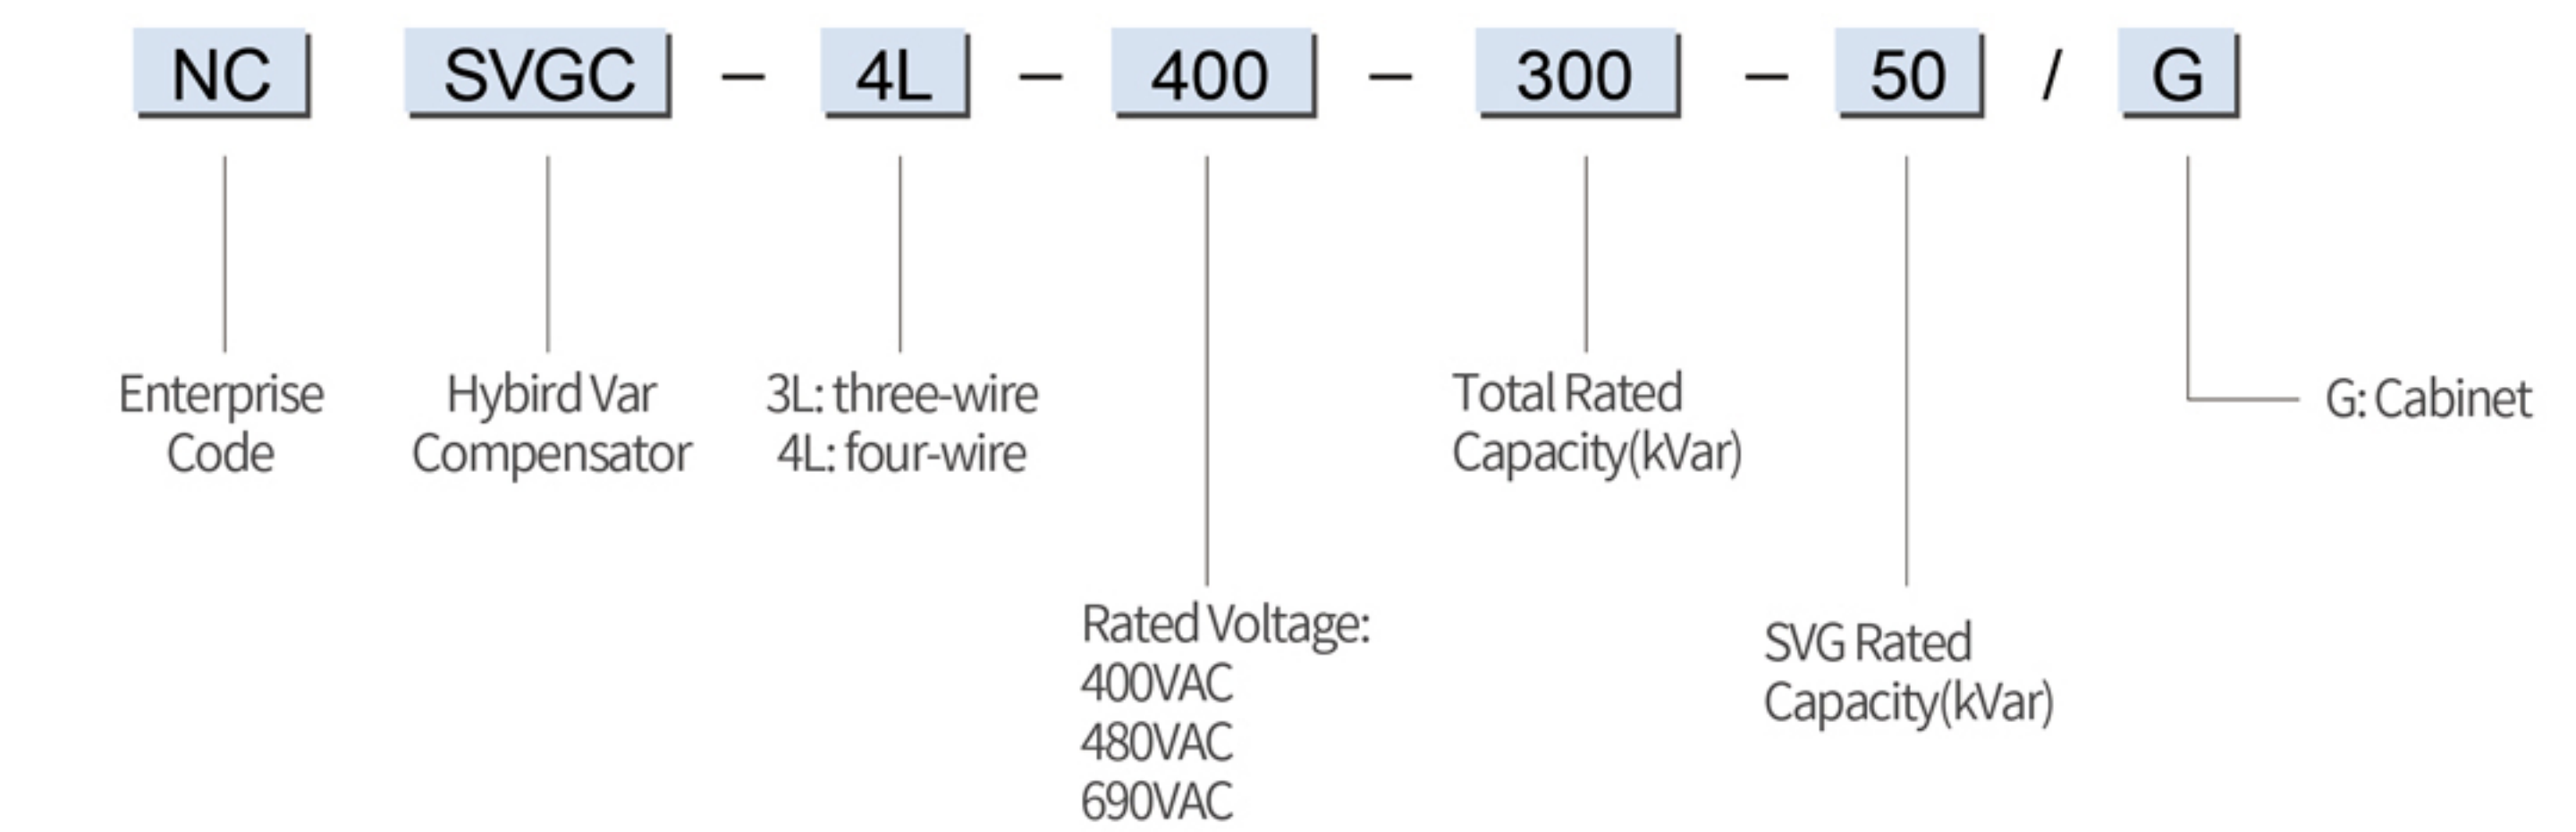 NC SVGC – 4L – 400 – 300 – 50 / G
Enterprise
Code
Hybird Var
Compensator
3L: three-wire
4L: four-wire
Rated Voltage:
400VAC
480VAC
690VAC
Total Rated
Capacity(kVar)
SVG Rated
Capacity(kVar)
G: Cabinet